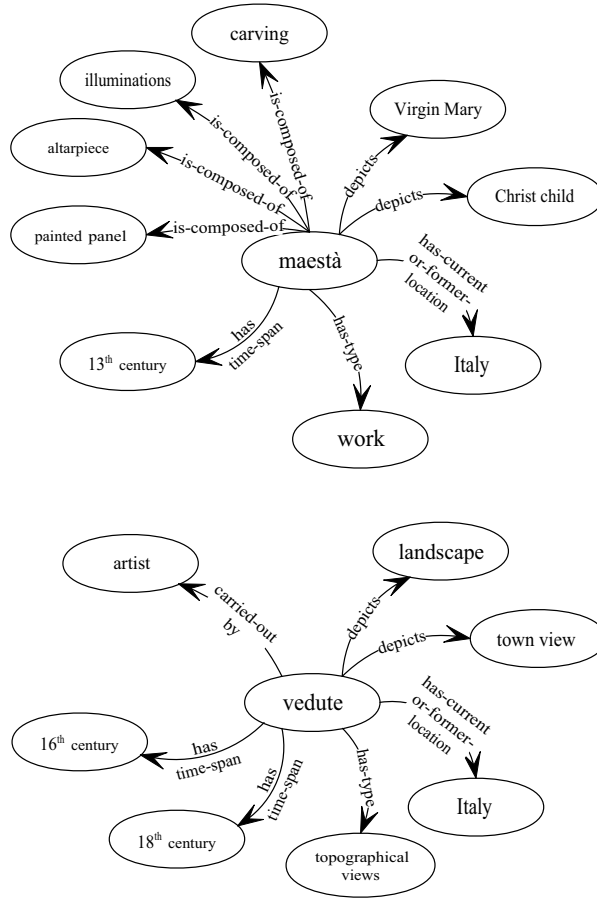 carving
illuminations
Virgin Mary
altarpiece
Christ child
painted panel
is-composed-of
is-composed-of
is-composed-of
is-composed-of
depicts
depicts
maestà
has-current
or-former-
location
has
time-span
has-type
13th century
Italy
work
artist
landscape
carried-out
by
depicts
depicts
town view
vedute
has-current
or-former-
location
16th century
has
time-span
has
time-span
has-type
18th century
Italy
topographical
views